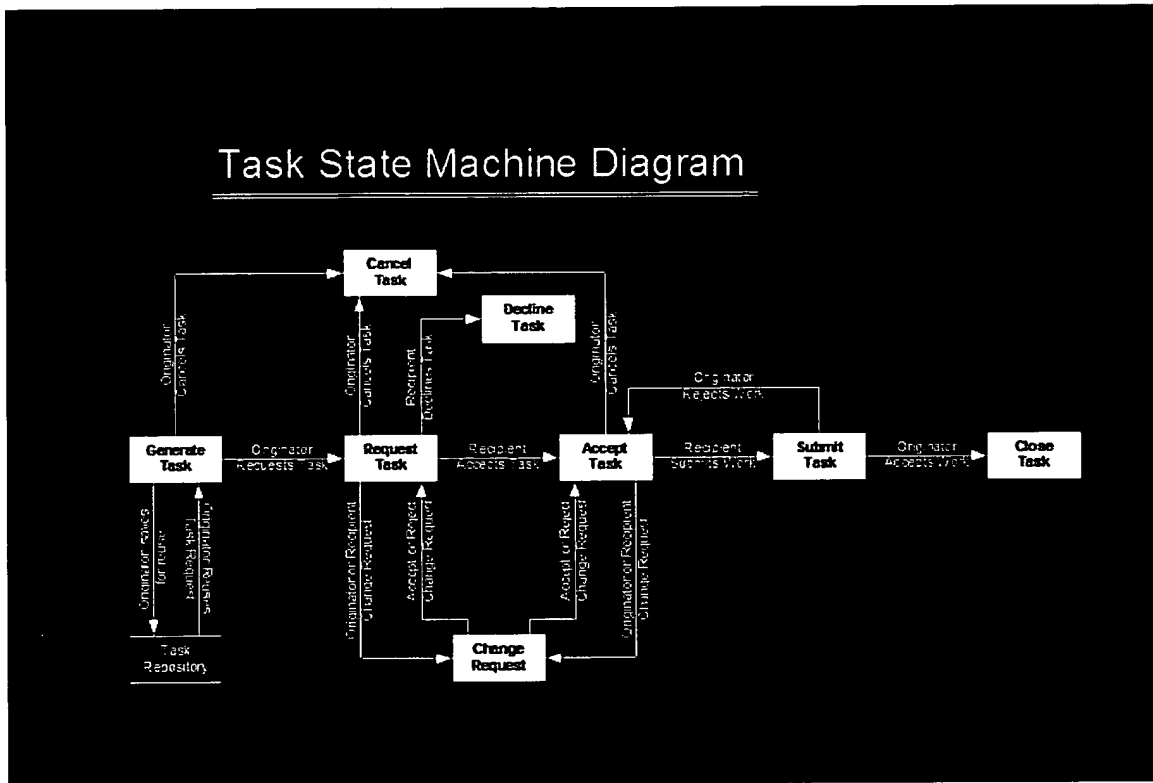 Task State Machine Diagram
Cancel
Task
Decline
Task
Originator
Cancels Task
Originator
Cancels Task
Recipient
Declines Task
Originator
Cancels Task
Originator
Rejects Work
Generate
Task
Originator
Requests Task
Request
Task
Recipient
Accepts Task
Accept
Task
Recipient
Submits Work
Submit
Task
Originator
Accepts Work
Close
Task
Originator saves
for reuse
Originator Reuses
Task Request
Originator or Recipient
Change Request
Accept or Reject
Change Request
Accept or Reject
Change Request
Originator or Recipient
Change Request
Task
Repository
Change
Request